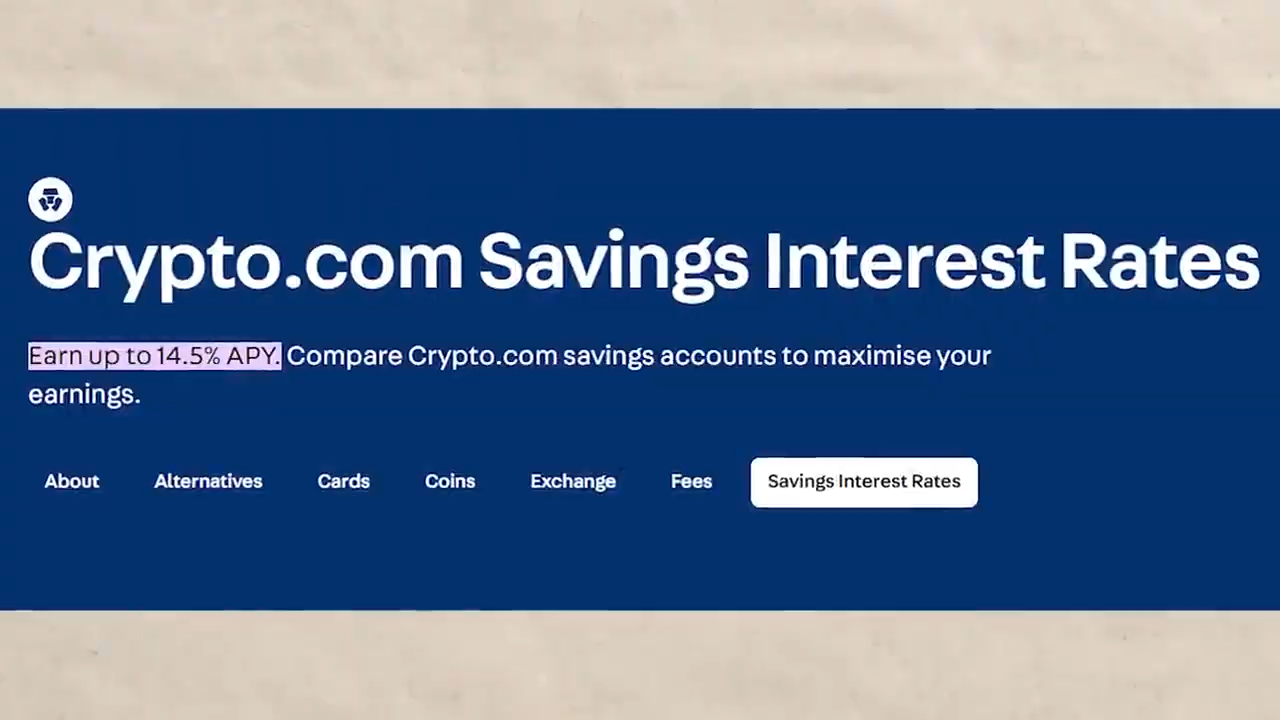 Crypto.com Savings Interest Rates
Earn up to 14.5% APY. Compare Crypto.com savings accounts to maximise your
earnings.
About Alternatives Cards Coins Exchange Fees Savings Interest Rates